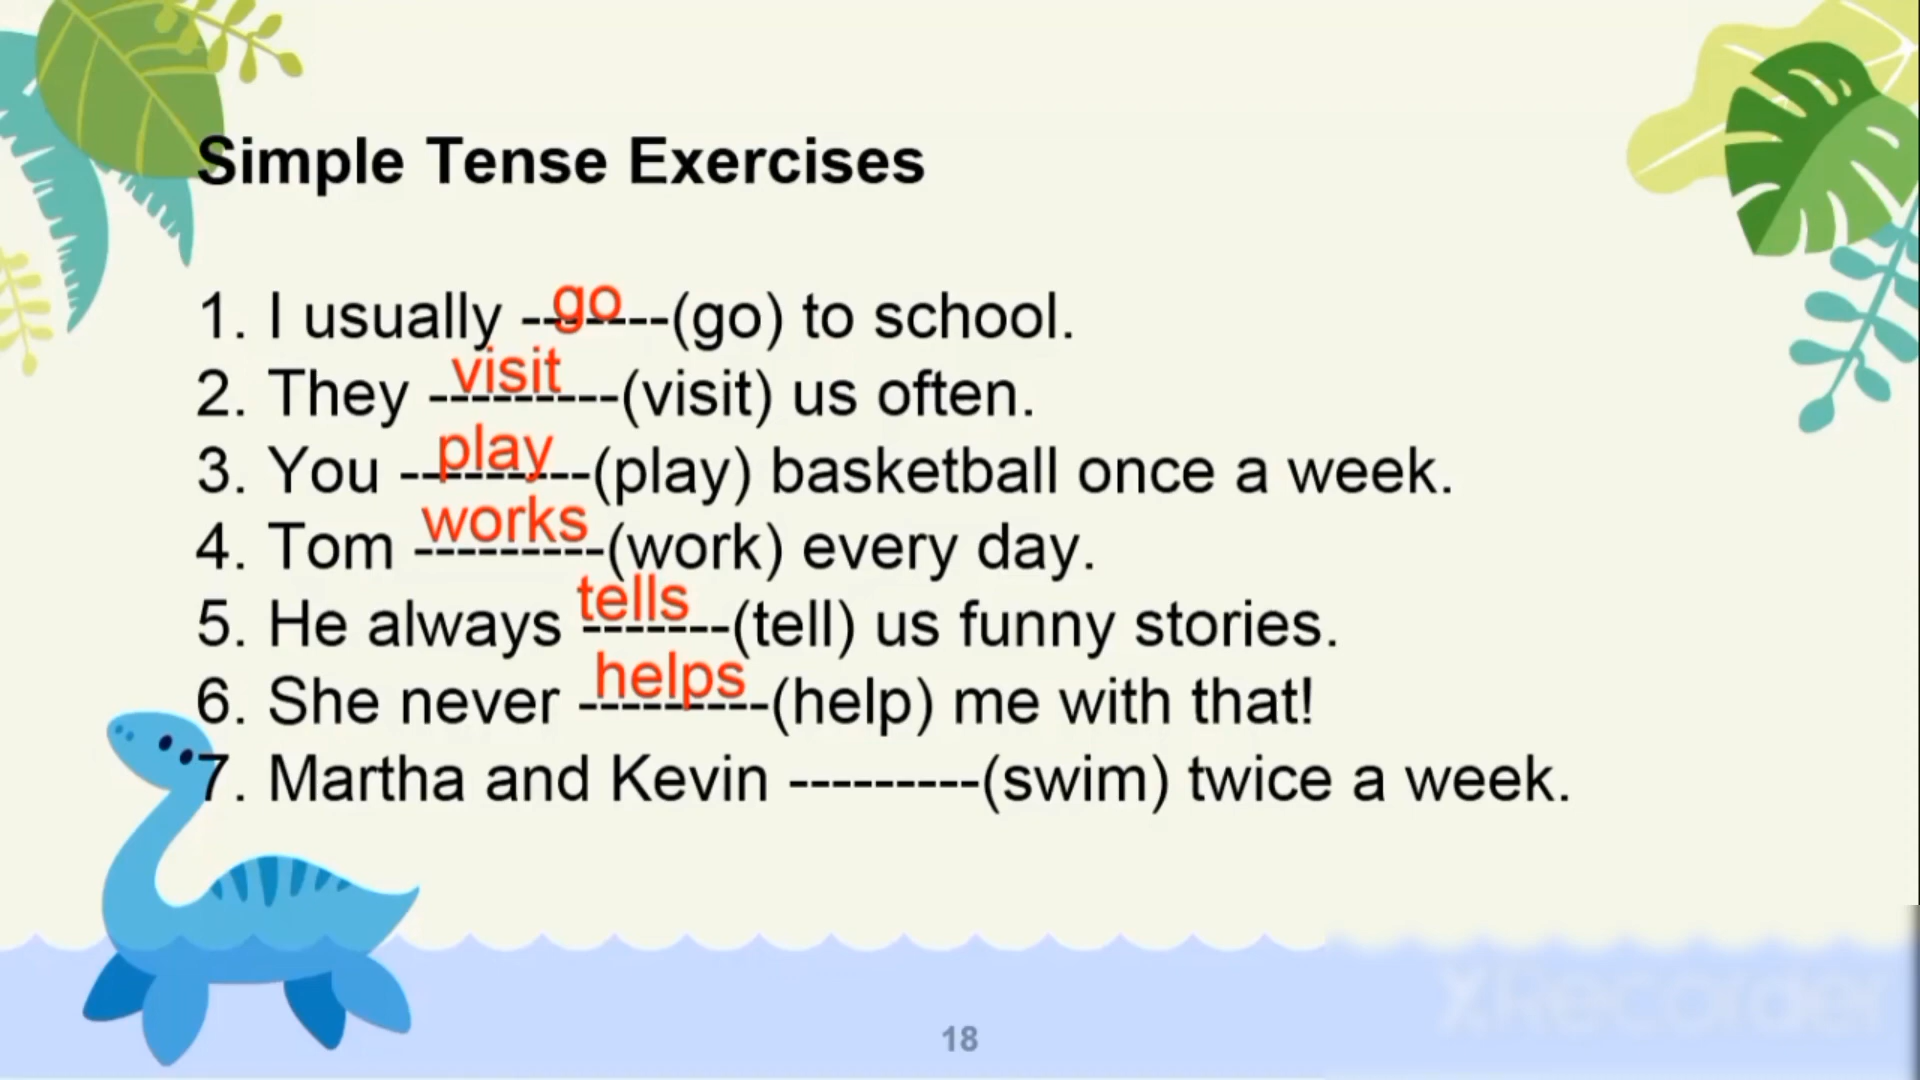 Simple Tense Exercises
1. I usually --go-----(go) to school.
2. They -visit--------(visit) us often.
3. You --play-------(play) basketball once a week.
4. Tom works---------(work) every day.
5. He always tells-------(tell) us funny stories.
6. She never helps---------(help) me with that!
7. Martha and Kevin ---------(swim) twice a week.
XRecorder
18